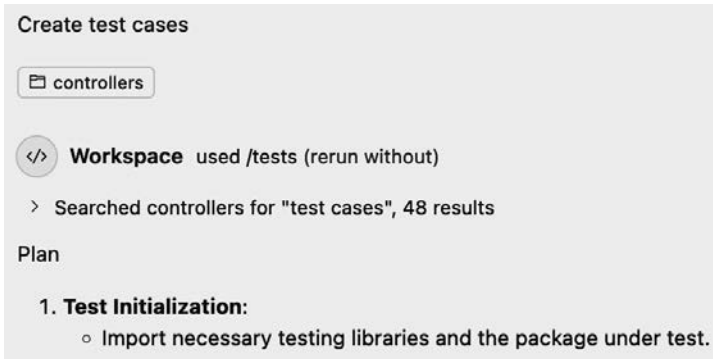 Create test cases
controllers
</> Workspace used /tests (rerun without)
> Searched controllers for "test cases", 48 results
Plan
1. Test Initialization:
○ Import necessary testing libraries and the package under test.